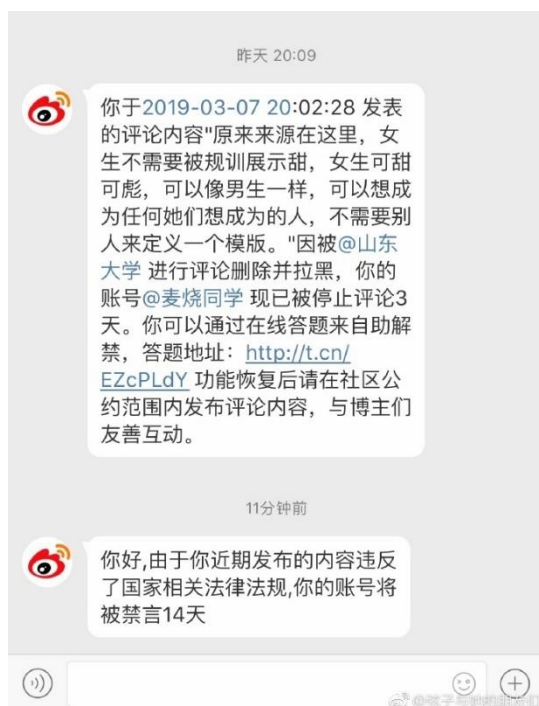 昨天 20:09
你于2019-03-07 20:02:28 发表
的评论内容"原来来源在这里，女
生不需要被规训展示甜，女生可甜
可彪，可以像男生一样，可以想成
为任何她们想成为的人，不需要别
人来定义一个模版。"因被@山东
大学 进行评论删除并拉黑，你的
账号@麦烧同学 现已被停止评论3
天。你可以通过在线答题来自助解
禁，答题地址：http://t.cn/
EZcPLdY 功能恢复后请在社区公
约范围内发布评论内容，与博主们
友善互动。
11分钟前
你好,由于你近期发布的内容违反
了国家相关法律法规,你的账号将
被禁言14天
@弦子与她的朋友们